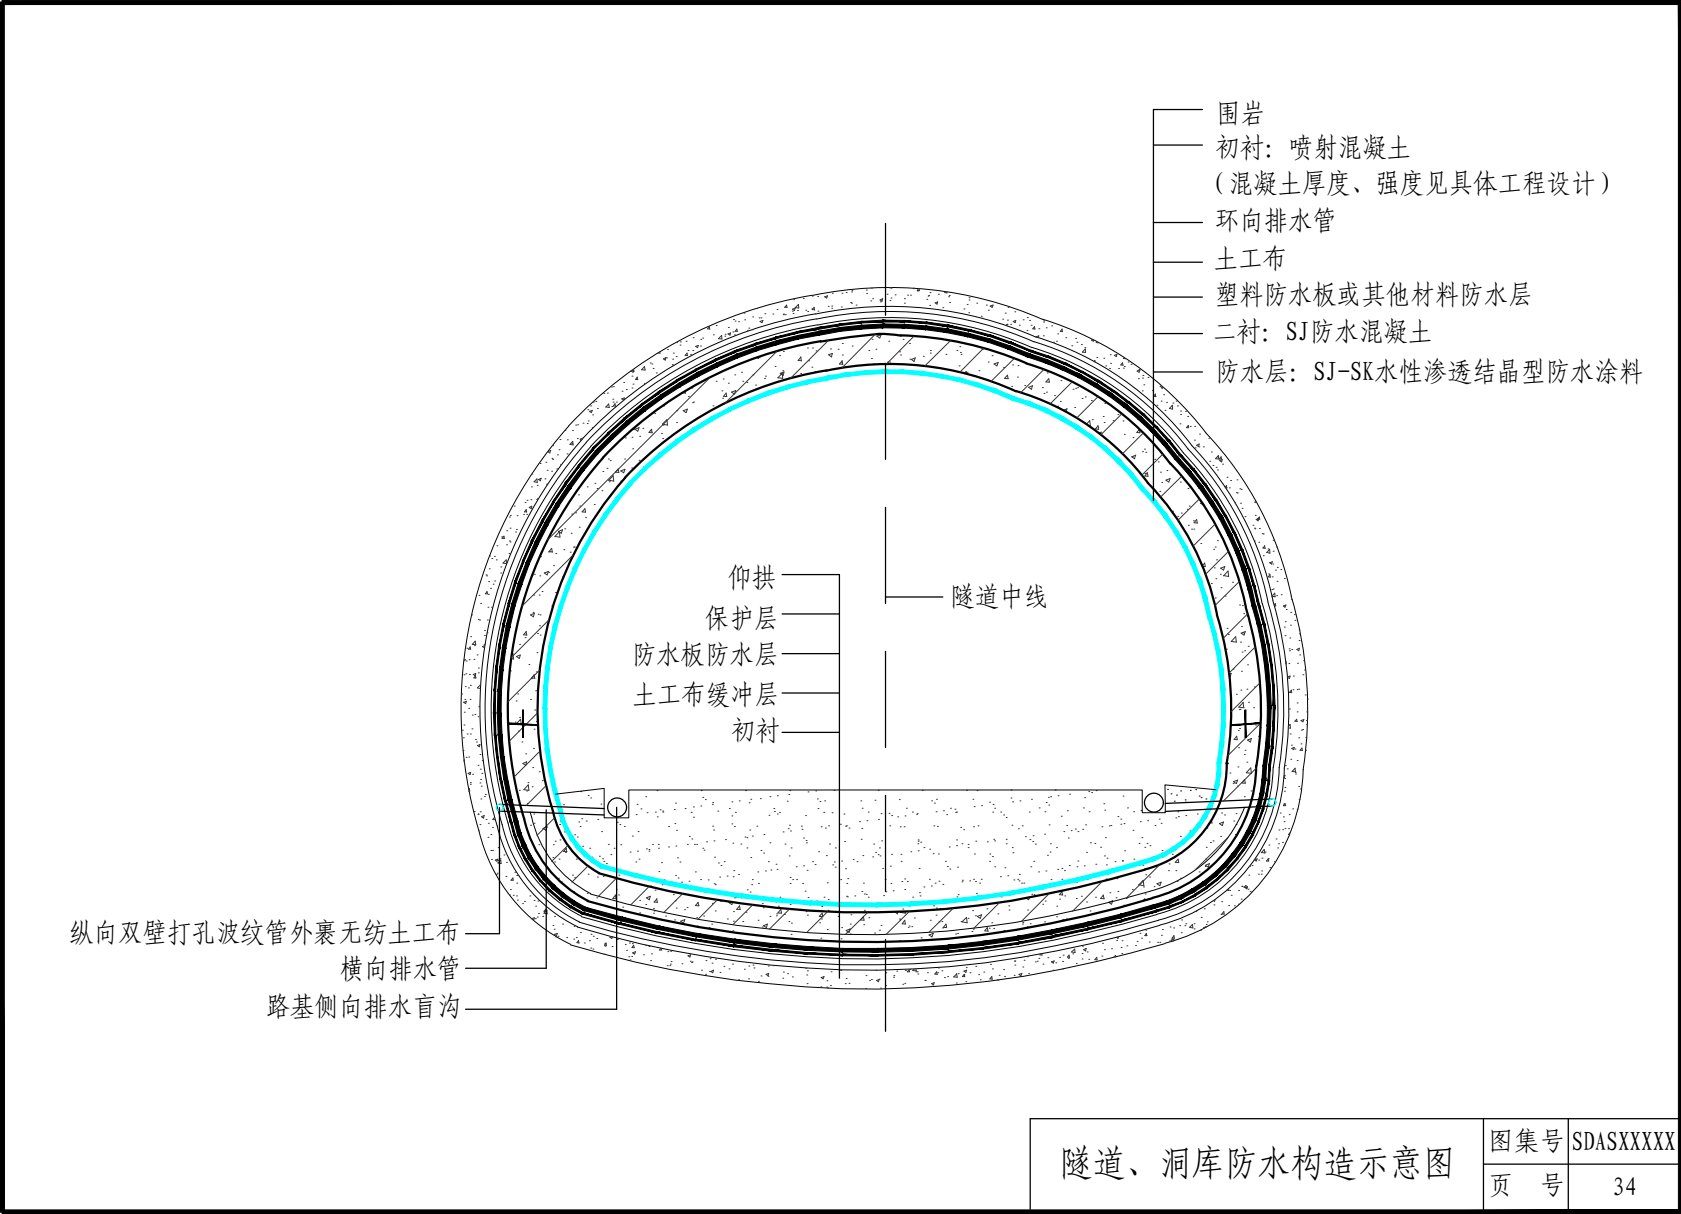 围岩
初衬：喷射混凝土
(混凝土厚度、强度见具体工程设计)
环向排水管
土工布
塑料防水板或其他材料防水层
二衬：SJ防水混凝土
防水层：SJ-SK水性渗透结晶型防水涂料
仰拱
保护层
防水板防水层
土工布缓冲层
初衬
隧道中线
纵向双壁打孔波纹管外裹无纺土工布
横向排水管
路基侧向排水盲沟
隧道、洞库防水构造示意图
图集号 SDASXXXXX
页 号 34